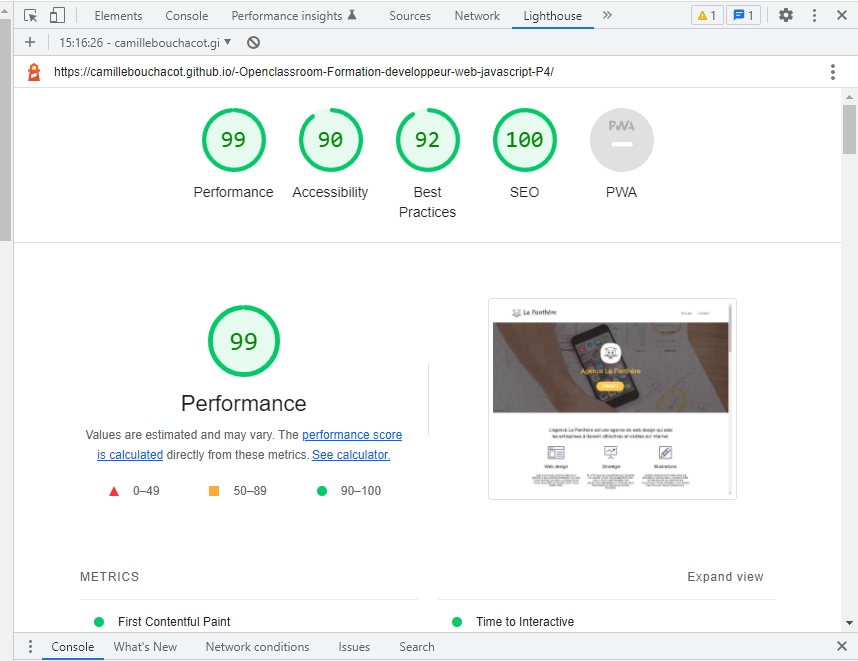 Elements Console Performance insights Sources Network Lighthouse 1 1
15:16:26 - camillebouchacot.gi
https://camillebouchacot.github.io/-Openclassroom-Formation-developpeur-web-javascript-P4/
99 90 92 100 PWA
Performance Accessibility Best Practices SEO PWA
99
Performance
Values are estimated and may vary. The performance score
is calculated directly from these metrics. See calculator.
0–49 50–89 90–100
La Panthère
Agence La Panthère
L'agence La Panthère est une agence de web design qui aide
les entreprises à devenir attractives et visibles sur Internet
Web design Stratégie Illustrations
METRICS Expand view
First Contentful Paint Time to Interactive
Console What's New Network conditions Issues Search